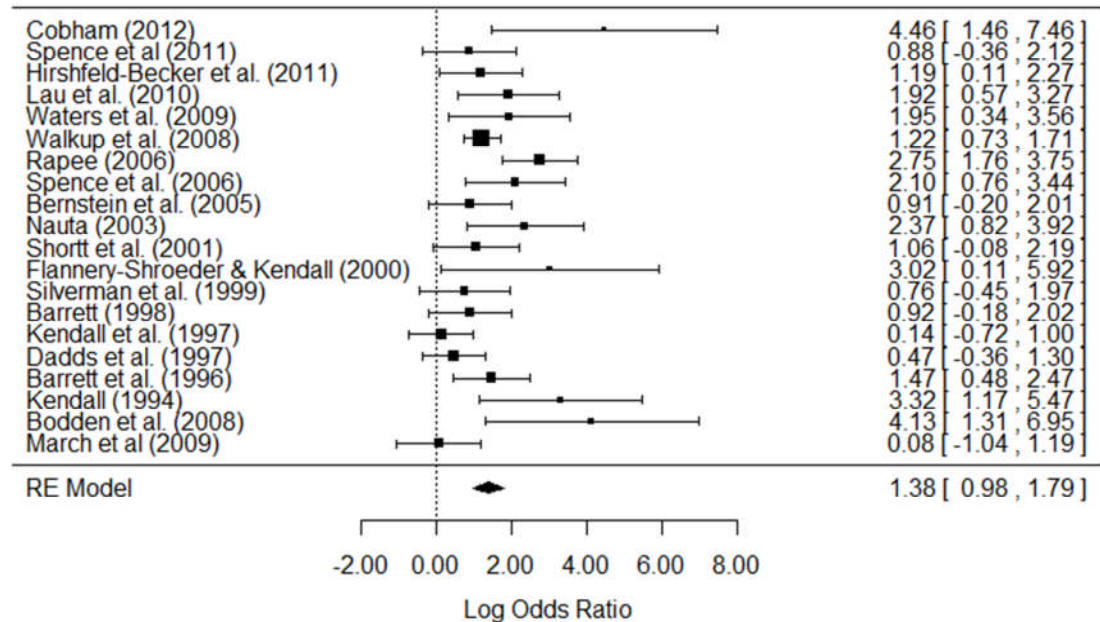 Cobham (2012) 4.46 [ 1.46 , 7.46 ]
Spence et al (2011) 0.88 [ -0.36 , 2.12 ]
Hirshfeld-Becker et al. (2011) 1.19 [ 0.11 , 2.27 ]
Lau et al. (2010) 1.92 [ 0.57 , 3.27 ]
Waters et al. (2009) 1.95 [ 0.34 , 3.56 ]
Walkup et al. (2008) 1.22 [ 0.73 , 1.71 ]
Rapee (2006) 2.75 [ 1.76 , 3.75 ]
Spence et al. (2006) 2.10 [ 0.76 , 3.44 ]
Bernstein et al. (2005) 0.91 [ -0.20 , 2.01 ]
Nauta (2003) 2.37 [ 0.82 , 3.92 ]
Shortt et al. (2001) 1.06 [ -0.08 , 2.19 ]
Flannery-Shroeder & Kendall (2000) 3.02 [ 0.11 , 5.92 ]
Silverman et al. (1999) 0.76 [ -0.45 , 1.97 ]
Barrett (1998) 0.92 [ -0.18 , 2.02 ]
Kendall et al. (1997) 0.14 [ -0.72 , 1.00 ]
Dadds et al. (1997) 0.47 [ -0.36 , 1.30 ]
Barrett et al. (1996) 1.47 [ 0.48 , 2.47 ]
Kendall (1994) 3.32 [ 1.17 , 5.47 ]
Bodden et al. (2008) 4.13 [ 1.31 , 6.95 ]
March et al (2009) 0.08 [ -1.04 , 1.19 ]
RE Model 1.38 [ 0.98 , 1.79 ]
-2.00 0.00 2.00 4.00 6.00 8.00
Log Odds Ratio